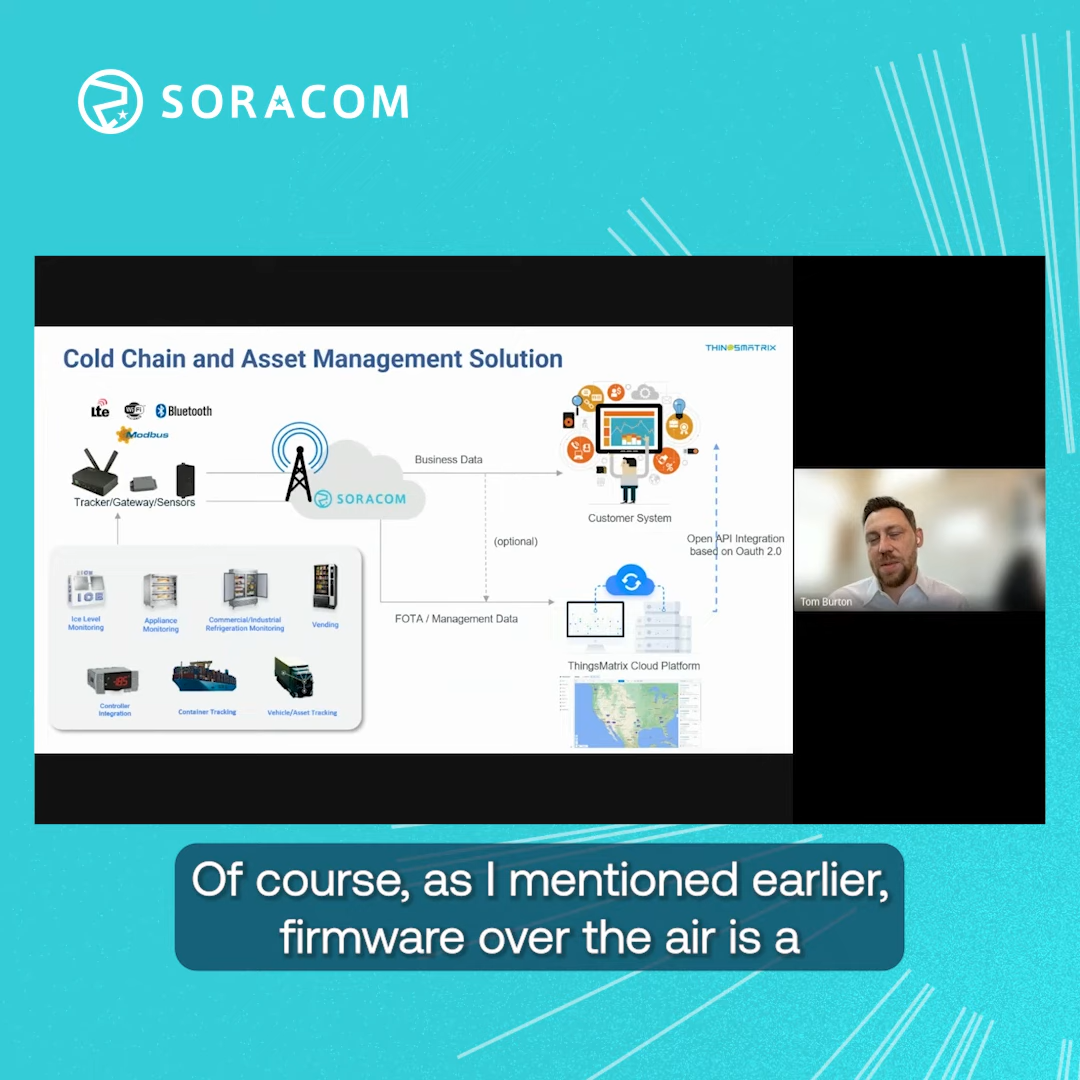 SORACOM
Cold Chain and Asset Management Solution
THINGSMATRIX
LTE
WiFi
Bluetooth
Modbus
Tracker/Gateway/Sensors
SORACOM
Business Data
(optional)
FOTA / Management Data
Customer System
Open API Integration
based on Oauth 2.0
ThingsMatrix Cloud Platform
ICE
Ice Level
Monitoring
Appliance
Monitoring
Commercial/Industrial
Refrigeration Monitoring
Vending
Controller
Integration
Container Tracking
Vehicle/Asset Tracking
Tom Burton
Of course, as I mentioned earlier,
firmware over the air is a